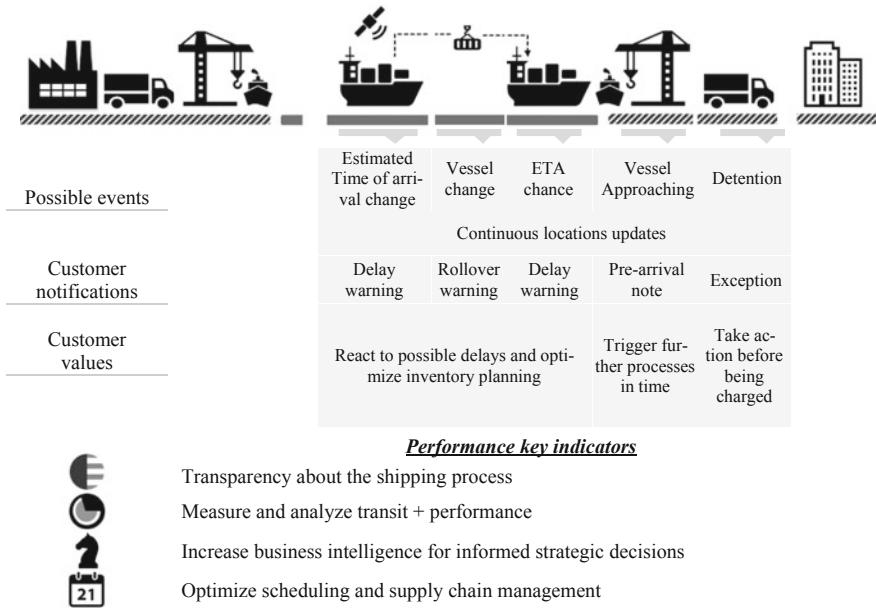 Possible events
Estimated
Time of arri-
val change
Vessel
change
ETA
chance
Vessel
Approaching
Detention
Continuous locations updates
Customer
notifications
Delay
warning
Rollover
warning
Delay
warning
Pre-arrival
note
Exception
Customer
values
React to possible delays and opti-
mize inventory planning
Trigger fur-
ther processes
in time
Take ac-
tion before
being
charged
Performance key indicators
Transparency about the shipping process
Measure and analyze transit + performance
Increase business intelligence for informed strategic decisions
21
Optimize scheduling and supply chain management